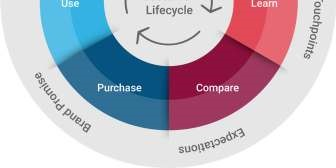 Lifecycle
Use
Learn
Purchase
Compare
Touchpoints
Brand Promise
Expectations